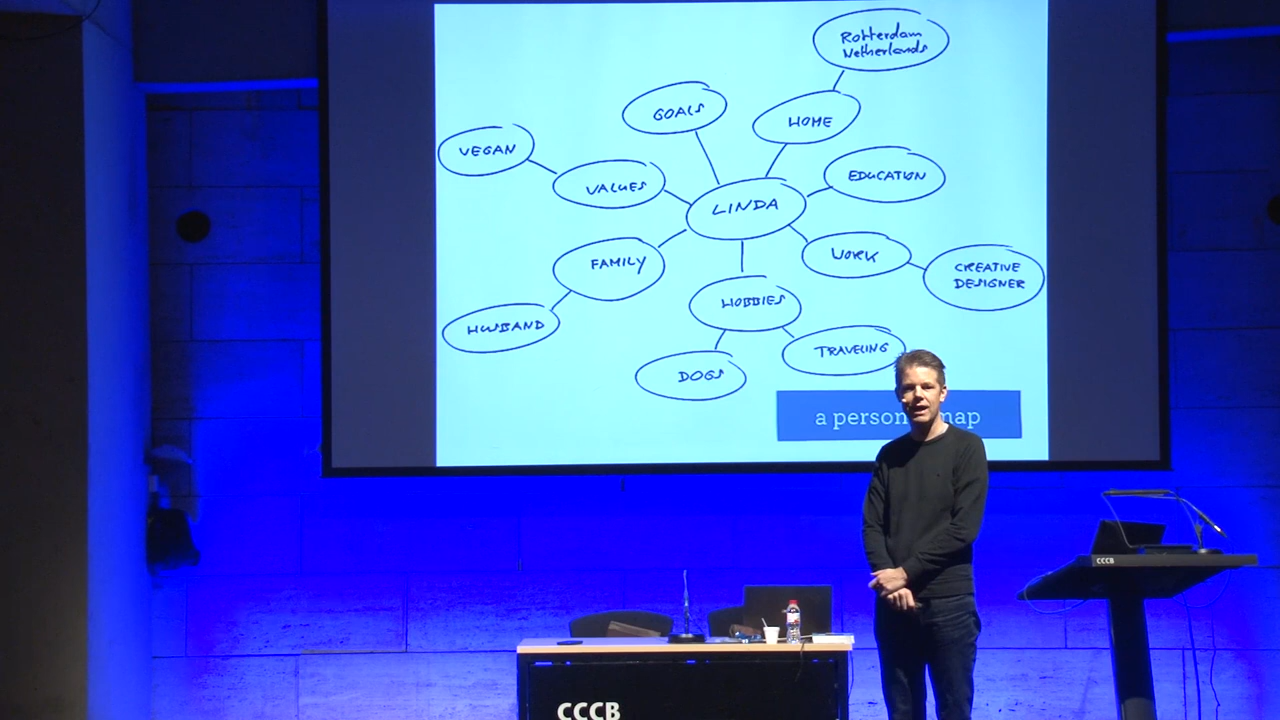 Rotterdam
Netherlands
GOALS
HOME
VEGAN
VALUES
EDUCATION
LINDA
FAMILY
WORK
CREATIVE
DESIGNER
HOBBIES
HUSBAND
TRAVELING
DOGS
a person map
CCCB
CCCB